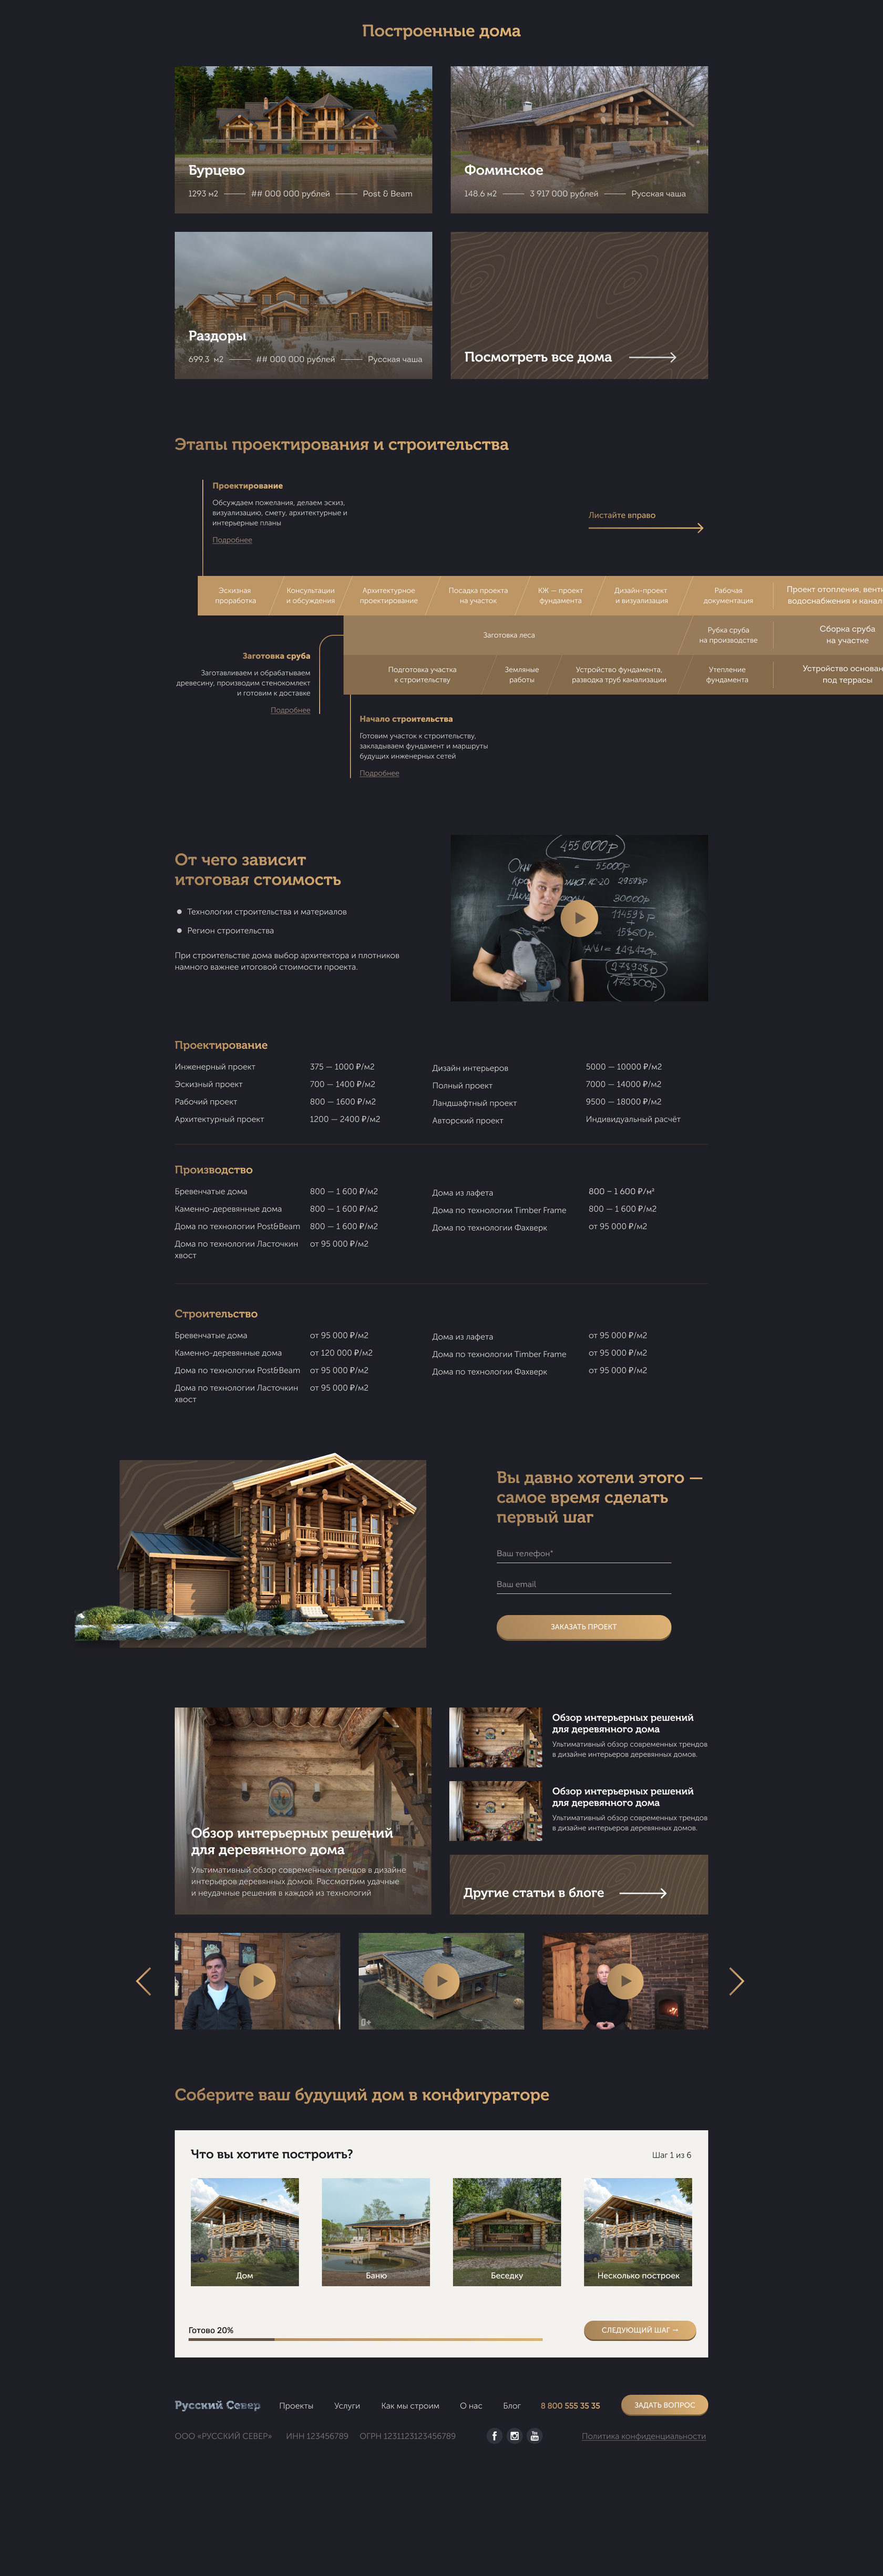 Построенные дома
Бурцево
1293 м2 —— ## 000 000 рублей —— Post & Beam
Фоминское
148.6 м2 —— 3 917 000 рублей —— Русская чаша
Раздоры
699,3 м2 —— ## 000 000 рублей —— Русская чаша
Посмотреть все дома
Этапы проектирования и строительства
Проектирование
Обсуждаем пожелания, делаем эскиз,
визуализацию, смету, архитектурные и
интерьерные планы
Подробнее
Листайте вправо
Эскизная
проработка
Консультации
и обсуждения
Архитектурное
проектирование
Посадка проекта
на участок
КЖ — проект
фундамента
Дизайн-проект
и визуализация
Рабочая
документация
Проект отопления, венти
водоснабжения и канал
Заготовка леса
Рубка сруба
на производстве
Сборка сруба
на участке
Подготовка участка
к строительству
Земляные
работы
Устройство фундамента,
разводка труб канализации
Утепление
фундамента
Устройство основан
под террасы
Заготовка сруба
Заготавливаем и обрабатываем
древесину, производим стенокомлект
и готовим к доставке
Подробнее
Начало строительства
Готовим участок к строительству,
закладываем фундамент и маршруты
будущих инженерных сетей
Подробнее
От чего зависит
итоговая стоимость
Технологии строительства и материалов
Регион строительства
При строительстве дома выбор архитектора и плотников
намного важнее итоговой стоимости проекта.
455 000р
Проектирование
Инженерный проект 375 — 1000 ₽/м2
Эскизный проект 700 — 1400 ₽/м2
Рабочий проект 800 — 1600 ₽/м2
Архитектурный проект 1200 — 2400 ₽/м2
Дизайн интерьеров 5000 — 10000 ₽/м2
Полный проект 7000 — 14000 ₽/м2
Ландшафтный проект 9500 — 18000 ₽/м2
Авторский проект Индивидуальный расчёт
Производство
Бревенчатые дома 800 — 1 600 ₽/м2
Каменно-деревянные дома 800 — 1 600 ₽/м2
Дома по технологии Post&Beam 800 — 1 600 ₽/м2
Дома по технологии Ласточкин от 95 000 ₽/м2
хвост
Дома из лафета 800 – 1 600 ₽/м²
Дома по технологии Timber Frame 800 — 1 600 ₽/м2
Дома по технологии Фахверк от 95 000 ₽/м2
Строительство
Бревенчатые дома от 95 000 ₽/м2
Каменно-деревянные дома от 120 000 ₽/м2
Дома по технологии Post&Beam от 95 000 ₽/м2
Дома по технологии Ласточкин от 95 000 ₽/м2
хвост
Дома из лафета от 95 000 ₽/м2
Дома по технологии Timber Frame от 95 000 ₽/м2
Дома по технологии Фахверк от 95 000 ₽/м2
Вы давно хотели этого —
самое время сделать
первый шаг
Ваш телефон*
Ваш email
ЗАКАЗАТЬ ПРОЕКТ
Обзор интерьерных решений
для деревянного дома
Ультимативный обзор современных трендов в дизайне
интерьеров деревянных домов. Рассмотрим удачные
и неудачные решения в каждой из технологий
Обзор интерьерных решений
для деревянного дома
Ультимативный обзор современных трендов
в дизайне интерьеров деревянных домов.
Обзор интерьерных решений
для деревянного дома
Ультимативный обзор современных трендов
в дизайне интерьеров деревянных домов.
Другие статьи в блоге
Соберите ваш будущий дом в конфигураторе
Что вы хотите построить?
Шаг 1 из 6
Дом
Баню
Беседку
Несколько построек
Готово 20%
СЛЕДУЮЩИЙ ШАГ →
Русский Север
Проекты
Услуги
Как мы строим
О нас
Блог
8 800 555 35 35
ЗАДАТЬ ВОПРОС
ООО «РУССКИЙ СЕВЕР»
ИНН 123456789
ОГРН 1231123123456789
You
Tube
Политика конфиденциальности